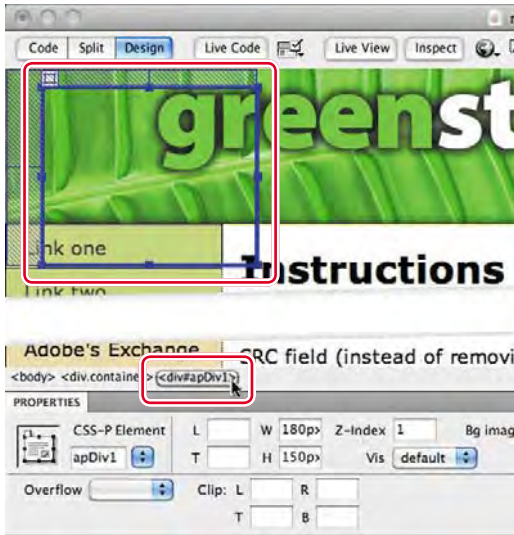 Code Split Design Live Code Live View Inspect
greenst
Link one
Instructions
Link two
Adobe's Exchange
CRC field (instead of removi
<body> <div.containe > <div#apDiv1>
PROPERTIES
CSS-P Element L W 180px Z-Index 1 Bg imag
apDiv1 T H 150px Vis default
Overflow Clip: L R
T B